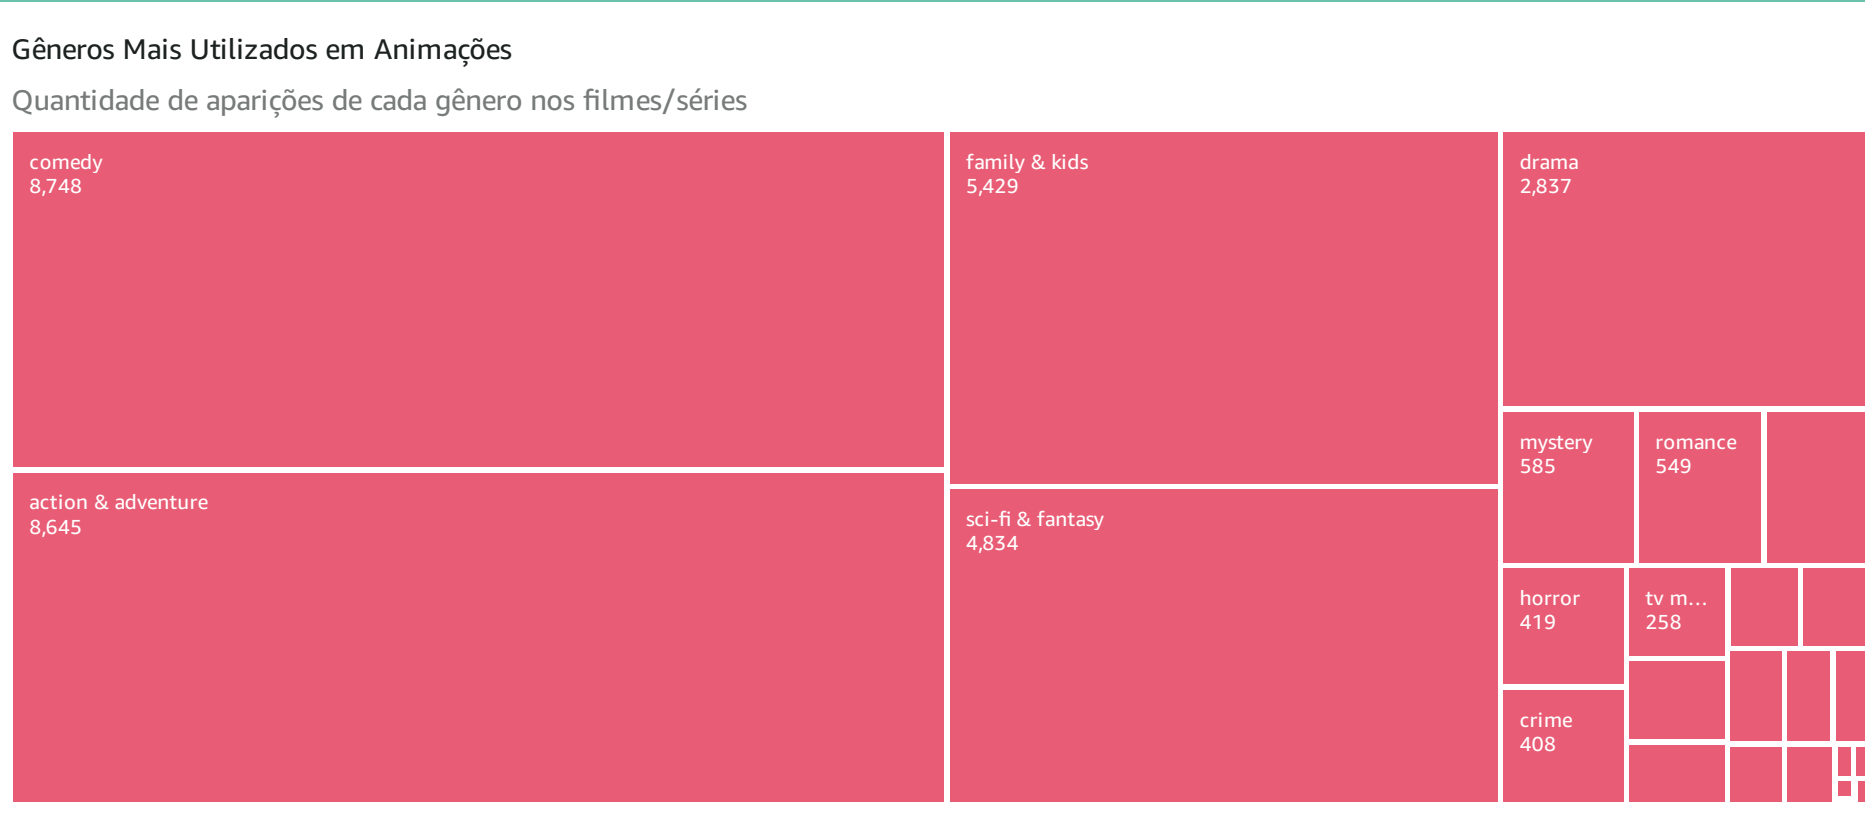 Gêneros Mais Utilizados em Animações
Quantidade de aparições de cada gênero nos filmes/séries
comedy
8,748
family & kids
5,429
drama
2,837
mystery
585
romance
549
action & adventure
8,645
sci-fi & fantasy
4,834
horror
419
tv m...
258
crime
408